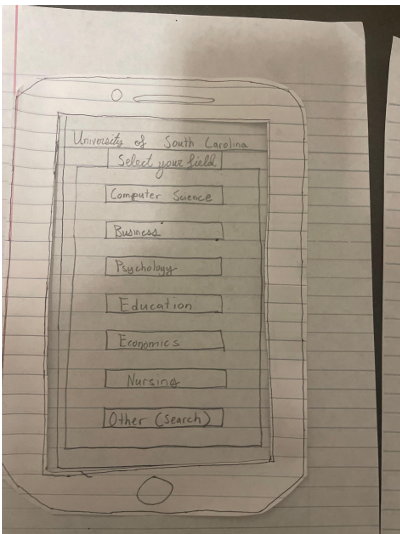 University of South Carolina
Select your field
Computer Science
Business
Psychology
Education
Economics
Nursing
Other (Search)